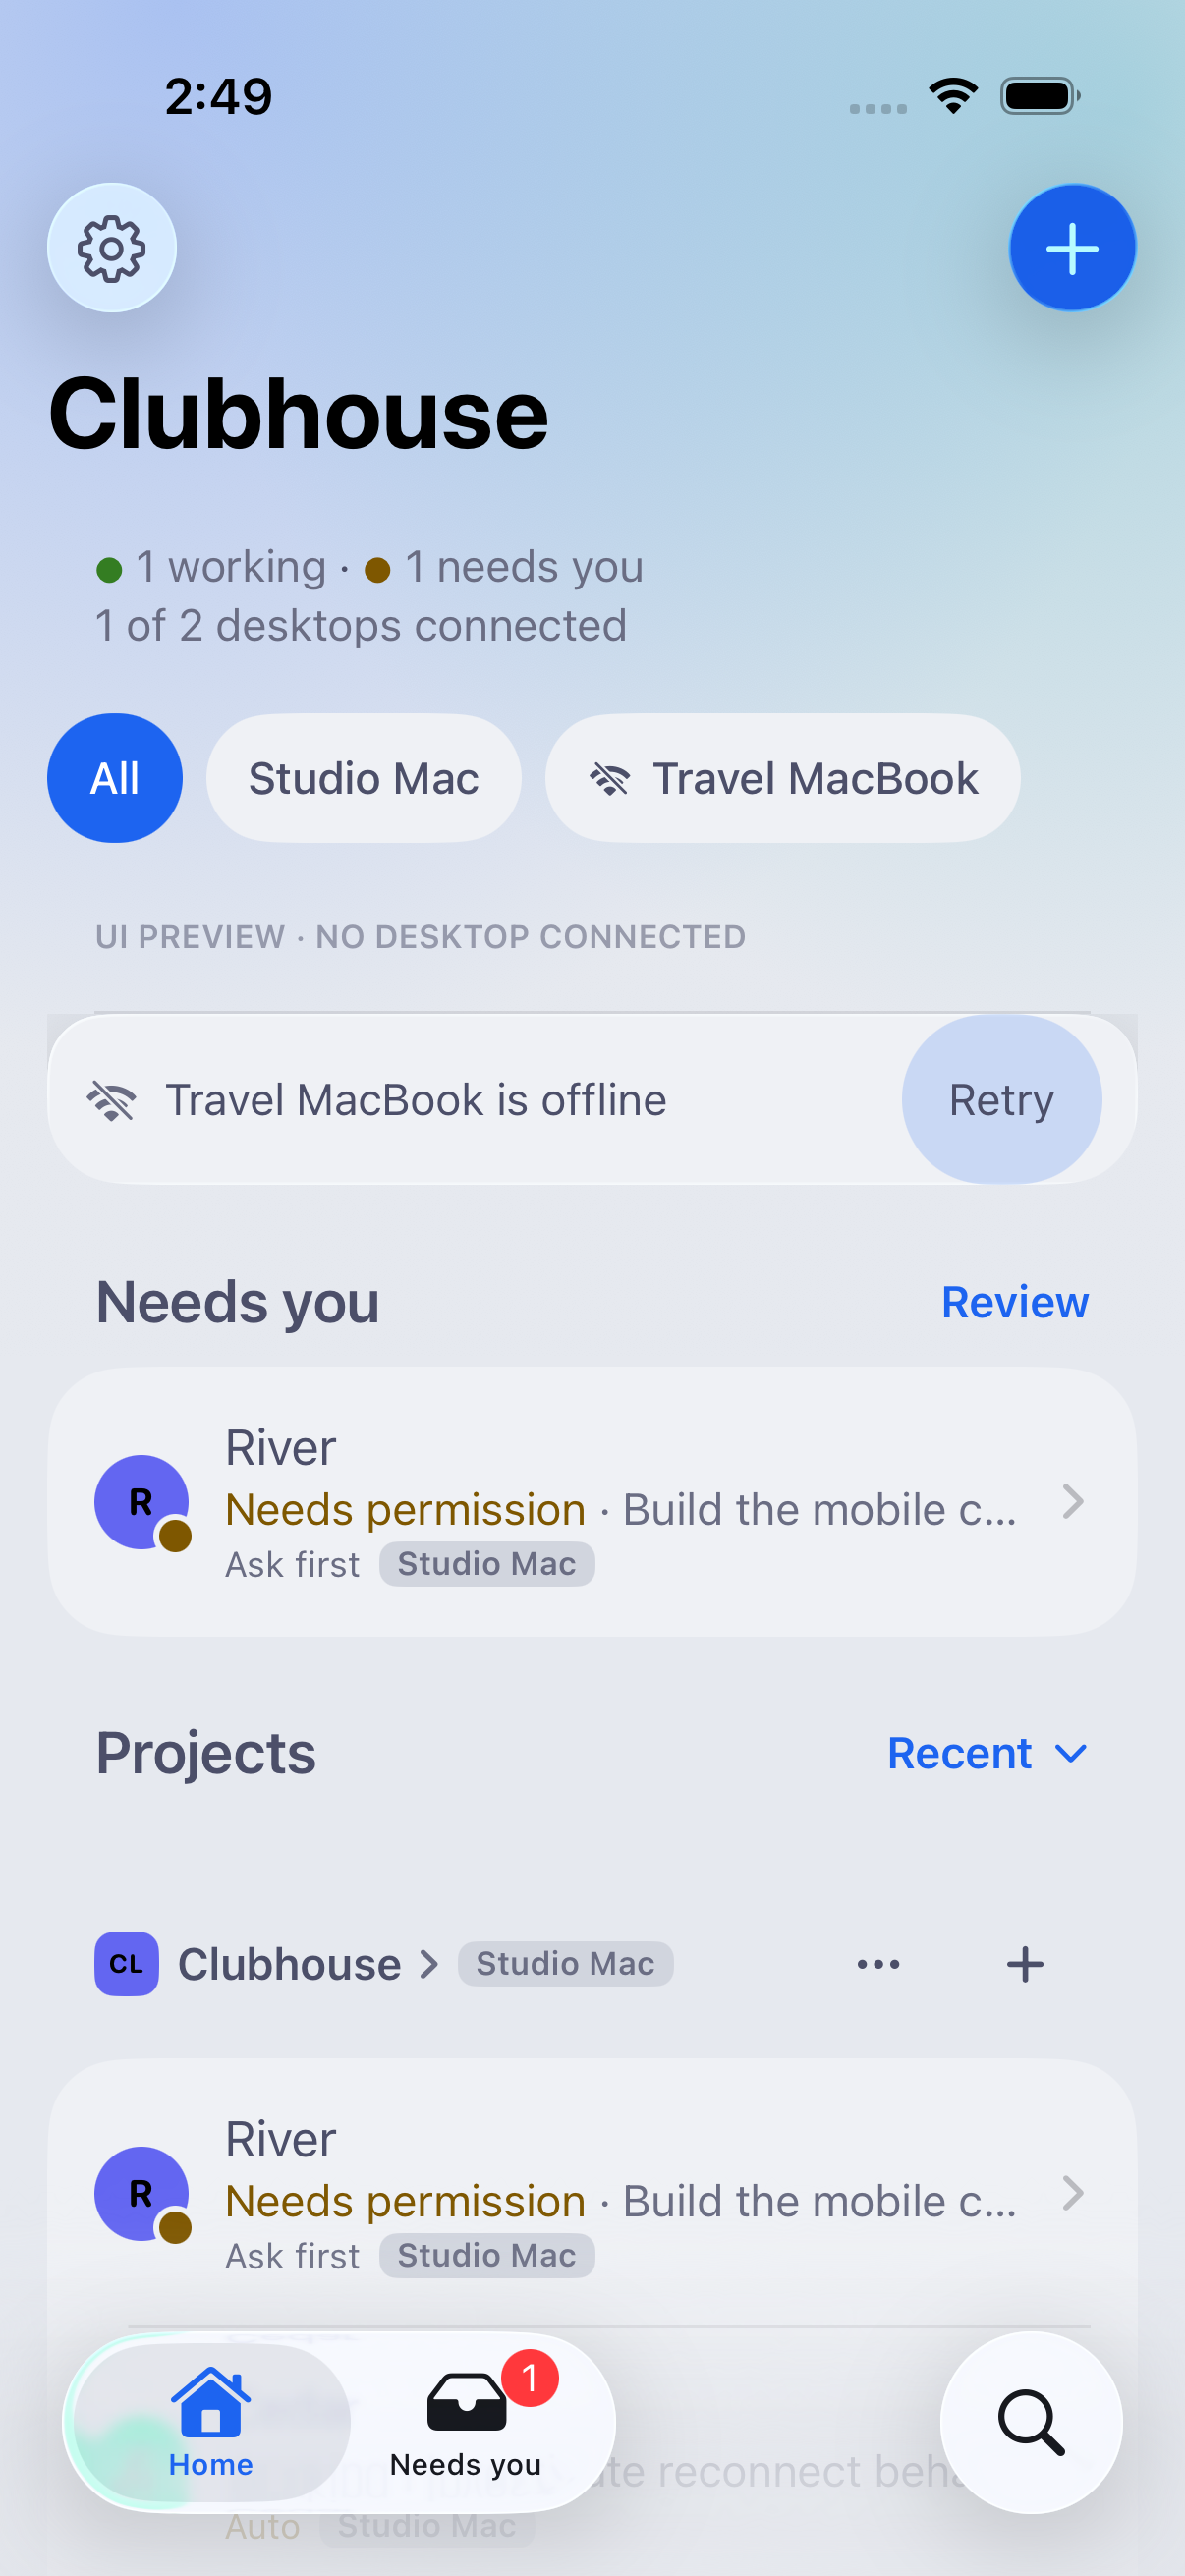 2:49
Clubhouse
1 working · 1 needs you
1 of 2 desktops connected
All
Studio Mac
Travel MacBook
UI PREVIEW · NO DESKTOP CONNECTED
Travel MacBook is offline
Retry
Needs you
Review
R
River
Needs permission · Build the mobile c...
Ask first
Studio Mac
Projects
Recent
CL
Clubhouse
Studio Mac
R
River
Needs permission · Build the mobile c...
Ask first
Studio Mac
1
Home
Needs you
reconnect
Auto
Studio Mac